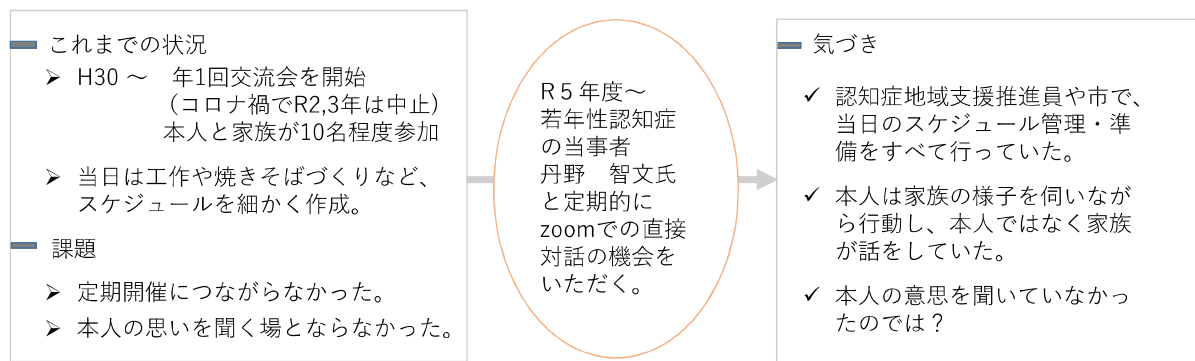 これまでの状況
➢ H30 ～　年1回交流会を開始
（コロナ禍でR2,3年は中止）
本人と家族が10名程度参加
➢ 当日は工作や焼きそばづくりなど、
スケジュールを細かく作成。
課題
➢ 定期開催につながらなかった。
➢ 本人の思いを聞く場とならなかった。
R５年度～
若年性認知症
の当事者
丹野　智文氏
と定期的に
zoomでの直接
対話の機会を
いただく。
気づき
✓ 認知症地域支援推進員や市で、
当日のスケジュール管理・準
備をすべて行っていた。
✓ 本人は家族の様子を伺いなが
ら行動し、本人ではなく家族
が話をしていた。
✓ 本人の意思を聞いていなかっ
たのでは？